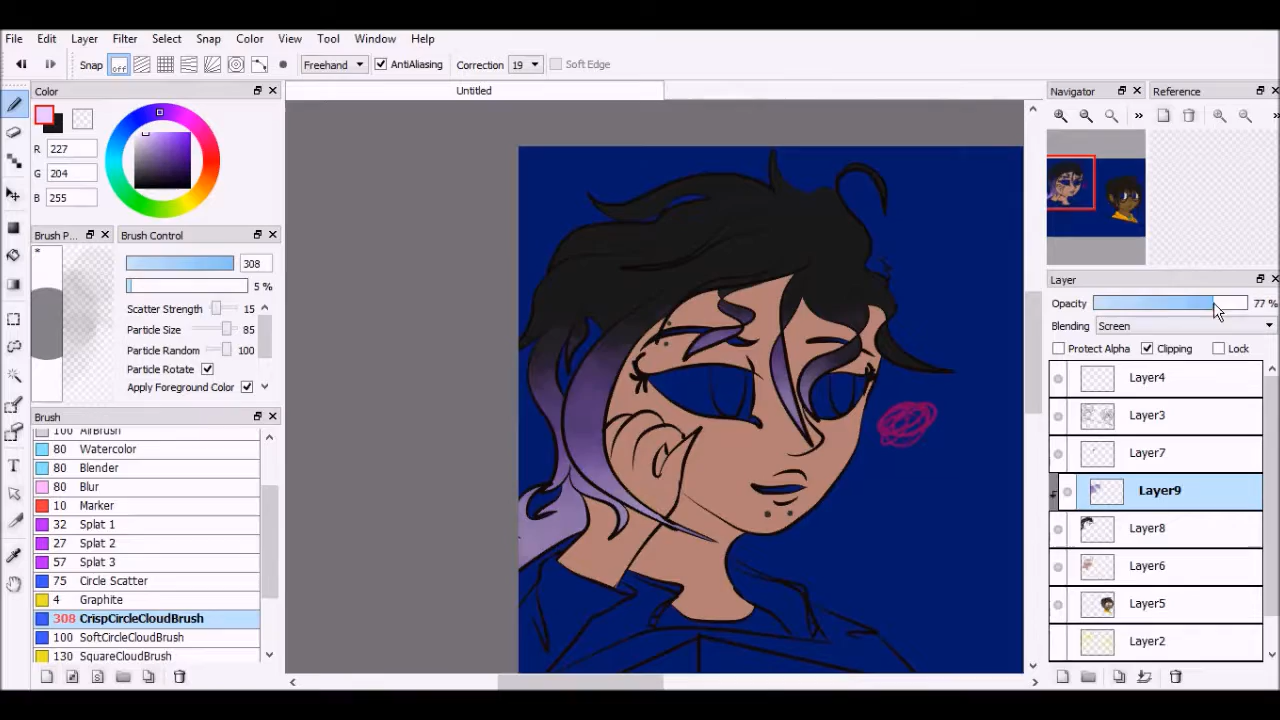 File Edit Layer Filter Select Snap Color View Tool Window Help
Snap off Freehand AntiAliasing Correction 19 Soft Edge
Color
Untitled
Navigator
Reference
R 227
G 204
B 255
Brush P...
Brush Control
*
308
5 %
Scatter Strength 15
Particle Size 85
Particle Random 100
Particle Rotate
Apply Foreground Color
Layer
Opacity 77 %
Blending Screen
Protect Alpha Clipping Lock
Layer4
Layer3
Layer7
Layer9
Layer8
Layer6
Layer5
Layer2
Brush
100 AirBrush
80 Watercolor
80 Blender
80 Blur
10 Marker
32 Splat 1
27 Splat 2
57 Splat 3
75 Circle Scatter
4 Graphite
308 CrispCircleCloudBrush
100 SoftCircleCloudBrush
130 SquareCloudBrush